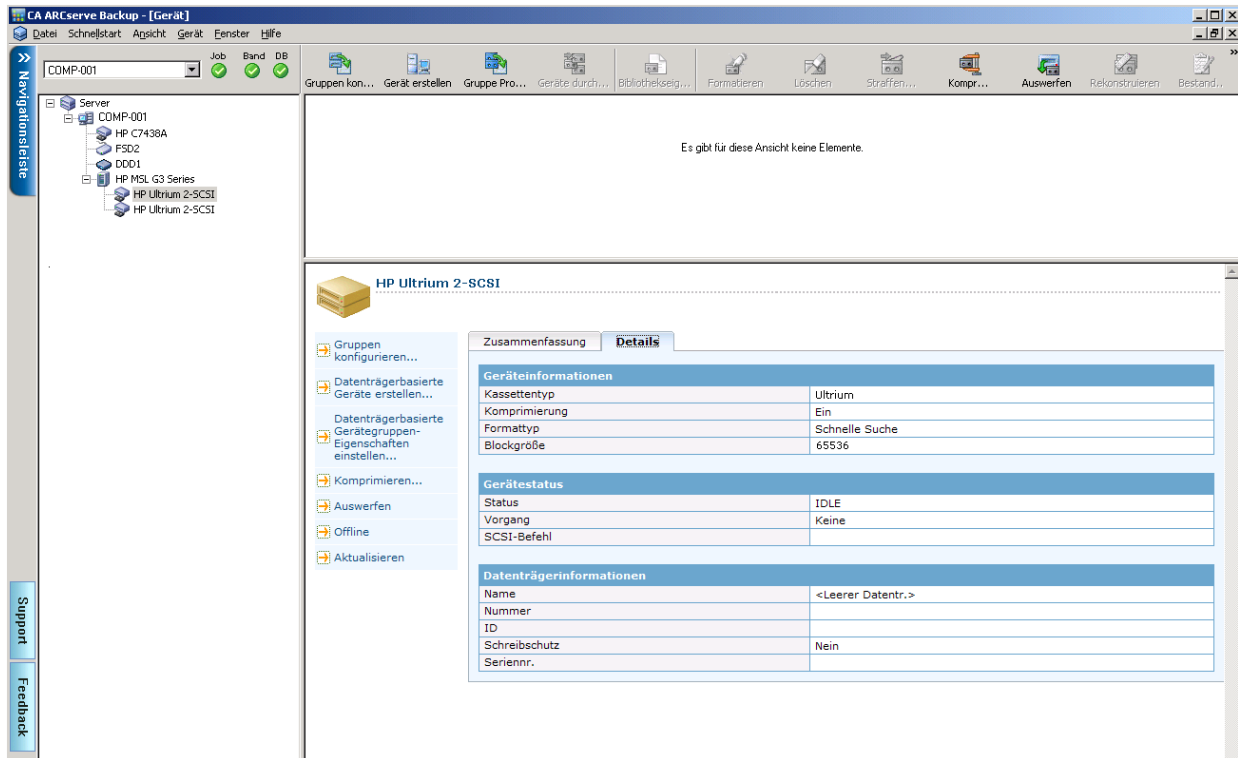 CA ARCserve Backup - [Gerät]
Datei Schnellstart Ansicht Gerät Fenster Hilfe
COMP-001
Job Band DB
Gruppen kon... Gerät erstellen Gruppe Pro... Geräte durch... Bibliothekseig... Formatieren Löschen Straffen... Kompr... Auswerfen Rekonstruieren Bestand...
Navigationsleiste
Server
COMP-001
HP C7438A
FSD2
DDD1
HP MSL G3 Series
HP Ultrium 2-SCSI
HP Ultrium 2-SCSI
Es gibt für diese Ansicht keine Elemente.
HP Ultrium 2-SCSI
Gruppen
konfigurieren...
Datenträgerbasierte
Geräte erstellen...
Datenträgerbasierte
Gerätegruppen-
Eigenschaften
einstellen...
Komprimieren...
Auswerfen
Offline
Aktualisieren
Zusammenfassung Details
Geräteinformationen
Kassettentyp Ultrium
Komprimierung Ein
Formattyp Schnelle Suche
Blockgröße 65536
Gerätestatus
Status IDLE
Vorgang Keine
SCSI-Befehl
Datenträgerinformationen
Name <Leerer Datentr.>
Nummer
ID
Schreibschutz Nein
Seriennr.
Support
Feedback